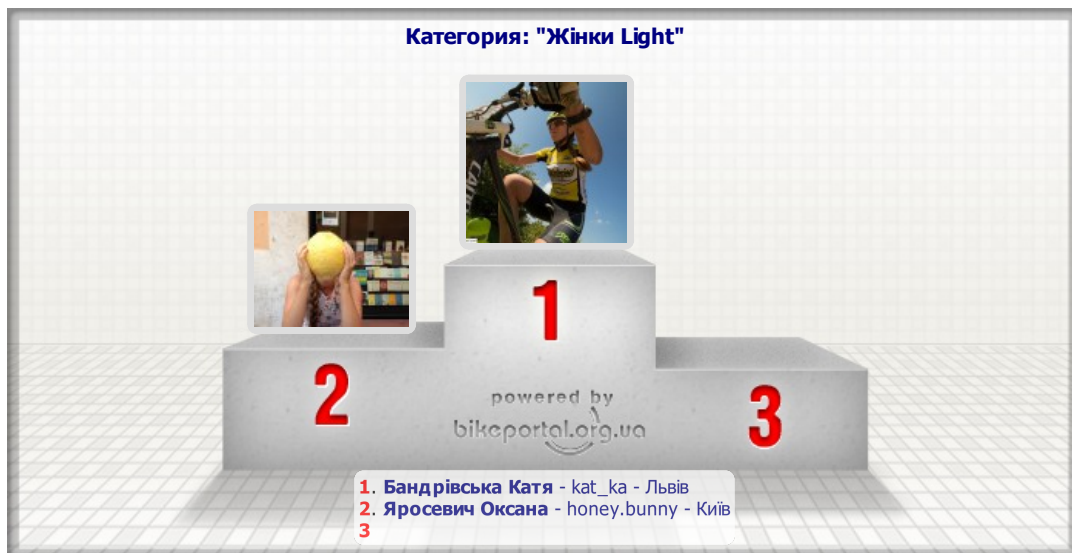 Категория: "Жінки Light"
1
2
3
powered by
bikeportal.org.ua
1. Бандрівська Катя - kat_ka - Львів
2. Яросевич Оксана - honey.bunny - Київ
3